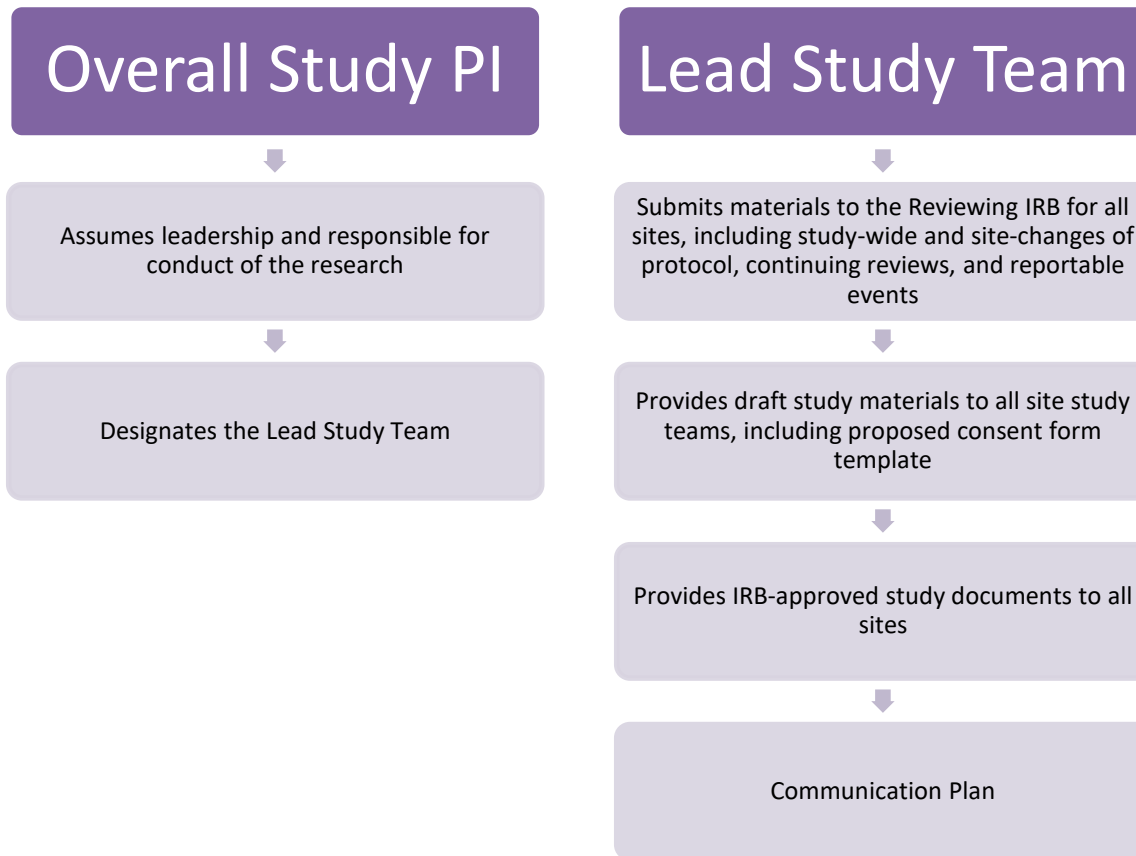 Overall Study PI
Assumes leadership and responsible for
conduct of the research
Designates the Lead Study Team
Lead Study Team
Submits materials to the Reviewing IRB for all
sites, including study-wide and site-changes of
protocol, continuing reviews, and reportable
events
Provides draft study materials to all site study
teams, including proposed consent form
template
Provides IRB-approved study documents to all
sites
Communication Plan